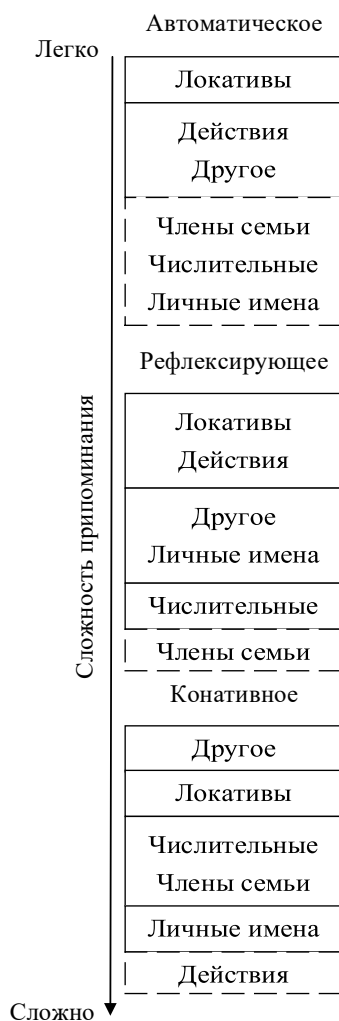 Автоматическое
Легко
Локативы
Действия
Другое
Члены семьи
Числительные
Личные имена
Рефлексирующее
Локативы
Действия
Другое
Личные имена
Числительные
Члены семьи
Сложность припоминания
Конативное
Другое
Локативы
Числительные
Члены семьи
Личные имена
Действия
Сложно